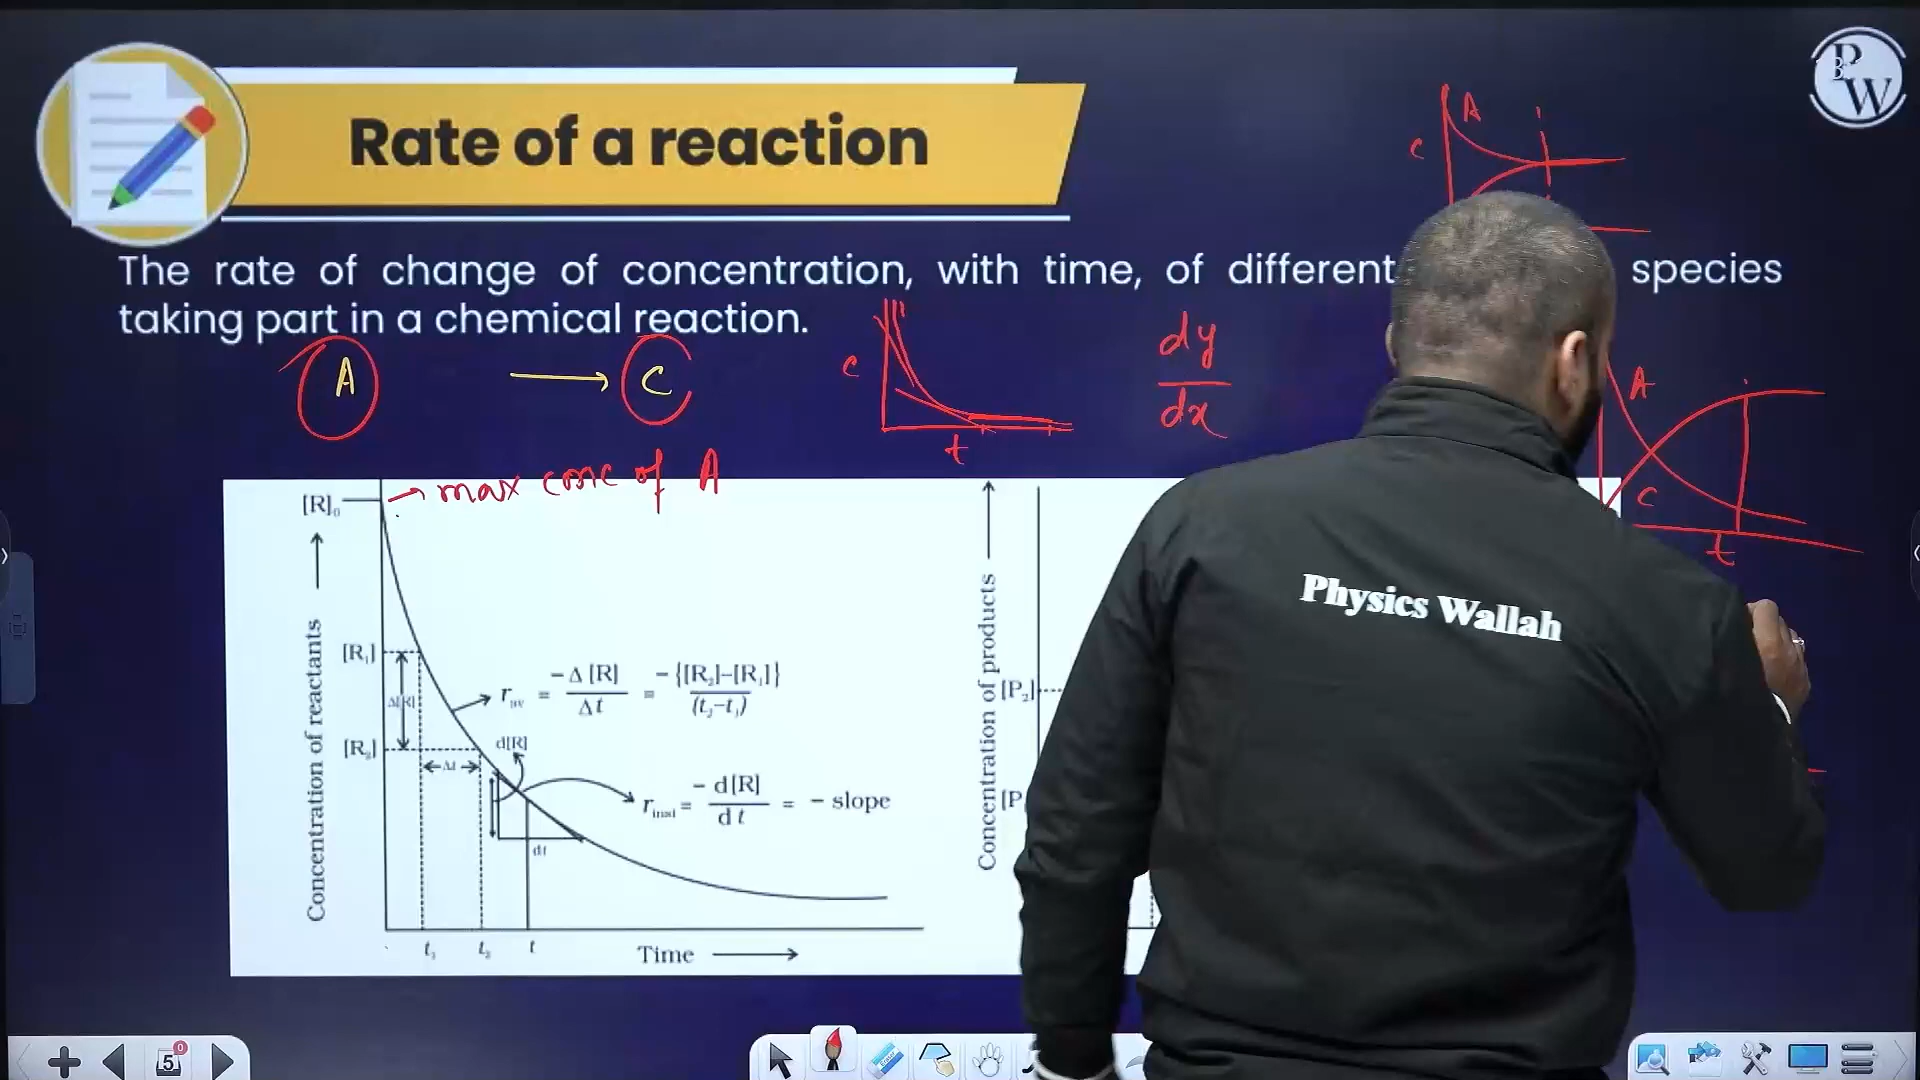 PW
Rate of a reaction
The rate of change of concentration, with time, of different species
taking part in a chemical reaction.
A → C
C
t
dy
dx
A
C
A
C
t
→ max conc of A
[R]₀
Concentration of reactants
[R₁]
Δ[R]
[R₂]
Δt
r_av = -Δ [R] / Δt = -{[R₂]-[R₁]} / (t₂-t₁)
d[R]
r_inst = - d[R] / dt = - slope
dt
t₁ t₂ t
Time
Concentration of products
[P₂]
[P
Physics Wallah
5
0